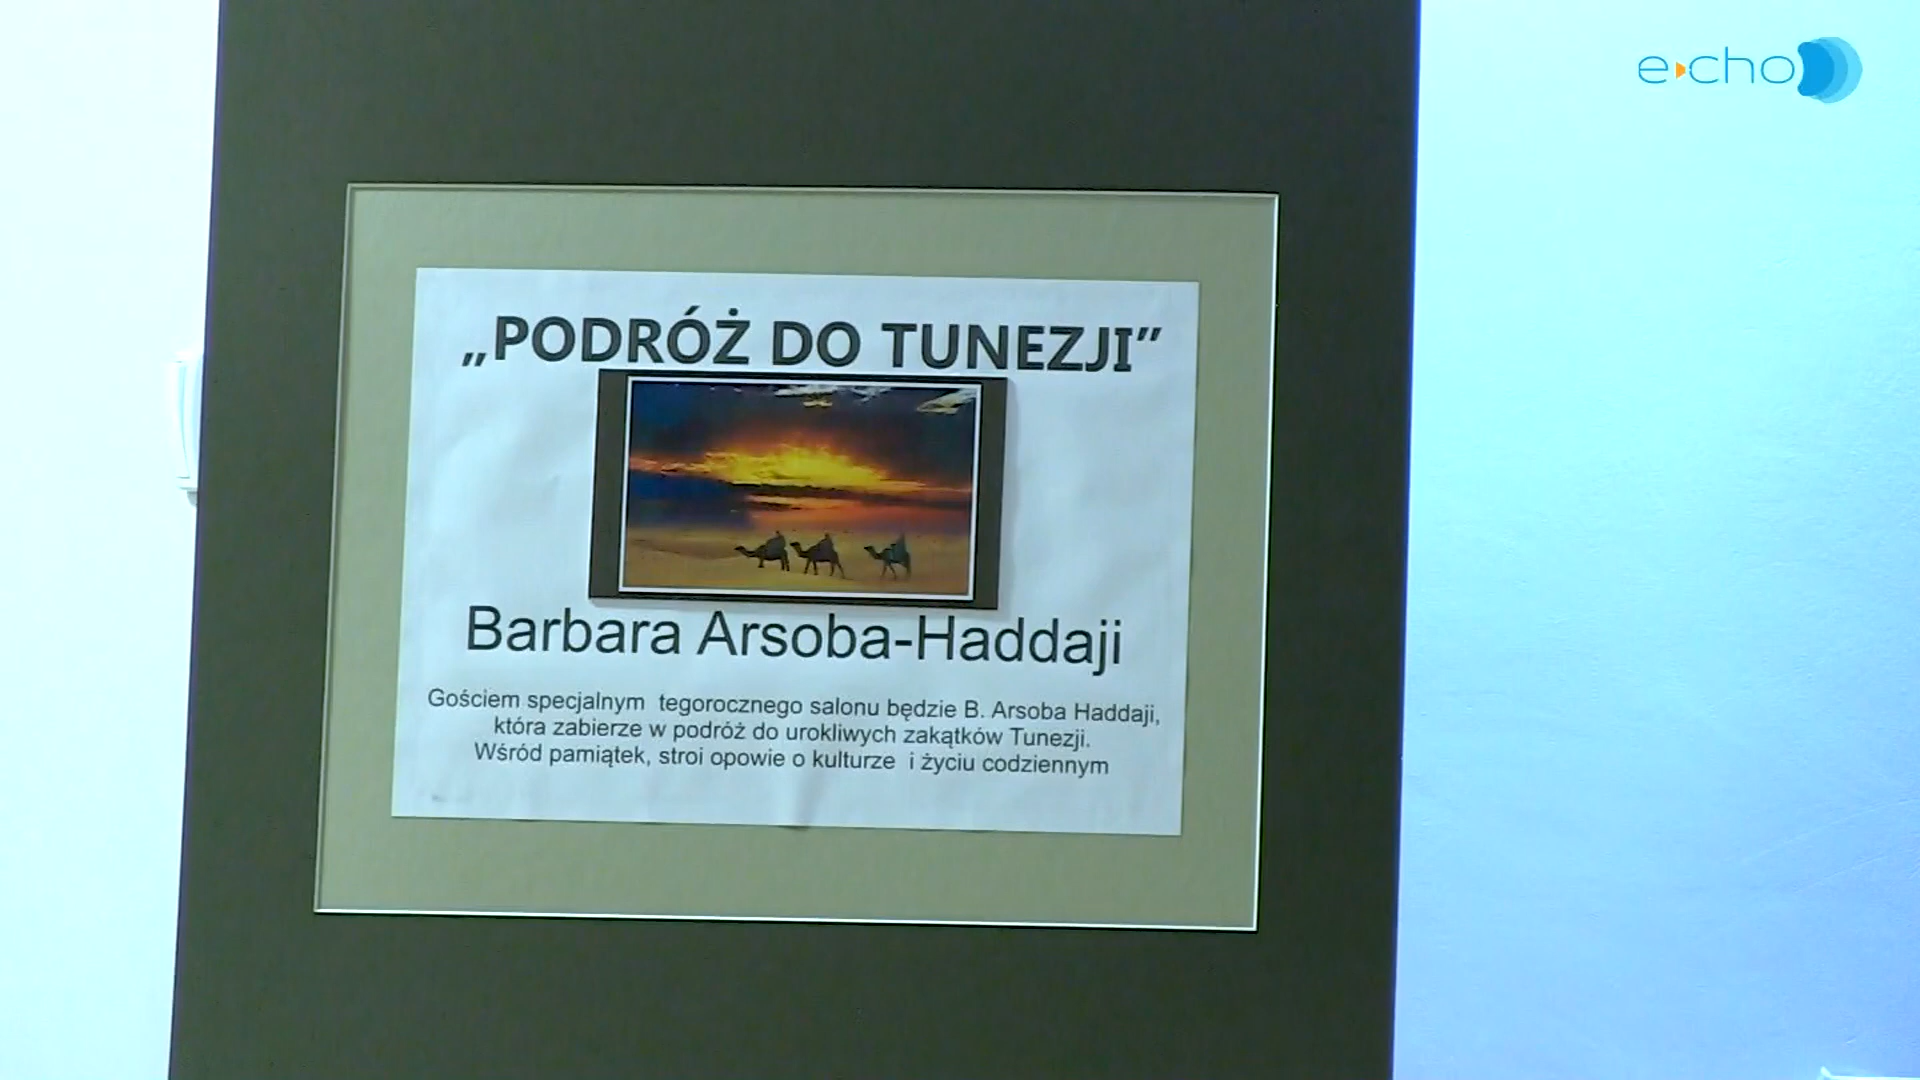 e cho
„PODRÓŻ DO TUNEZJI”
Barbara Arsoba-Haddaji
Gościem specjalnym tegorocznego salonu będzie B. Arsoba Haddaji,
która zabierze w podróż do urokliwych zakątków Tunezji.
Wśród pamiątek, stroi opowie o kulturze i życiu codziennym